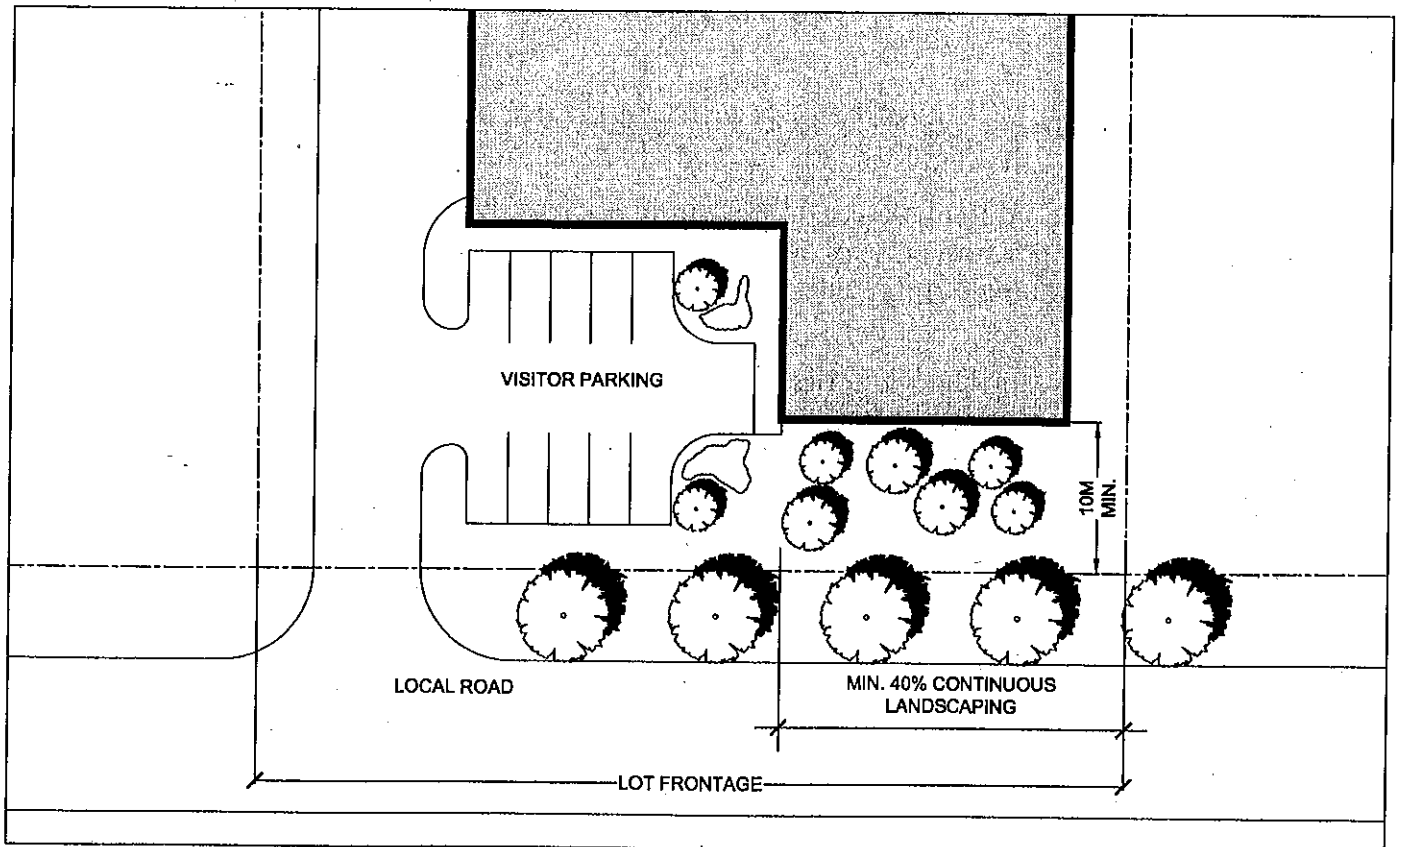 VISITOR PARKING
10M
MIN.
LOCAL ROAD
MIN. 40% CONTINUOUS
LANDSCAPING
LOT FRONTAGE